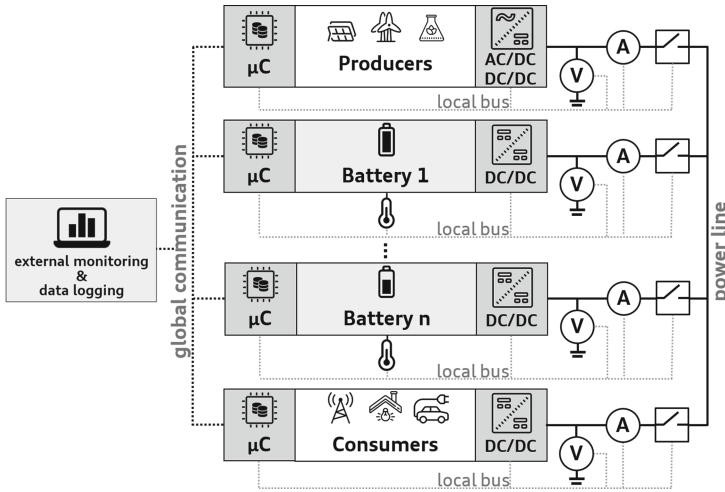 µC
Producers
AC/DC
DC/DC
V
A
local bus
µC
Battery 1
DC/DC
V
A
local bus
global communication
external monitoring
&
data logging
power line
µC
Battery n
DC/DC
V
A
local bus
µC
Consumers
DC/DC
V
A
local bus